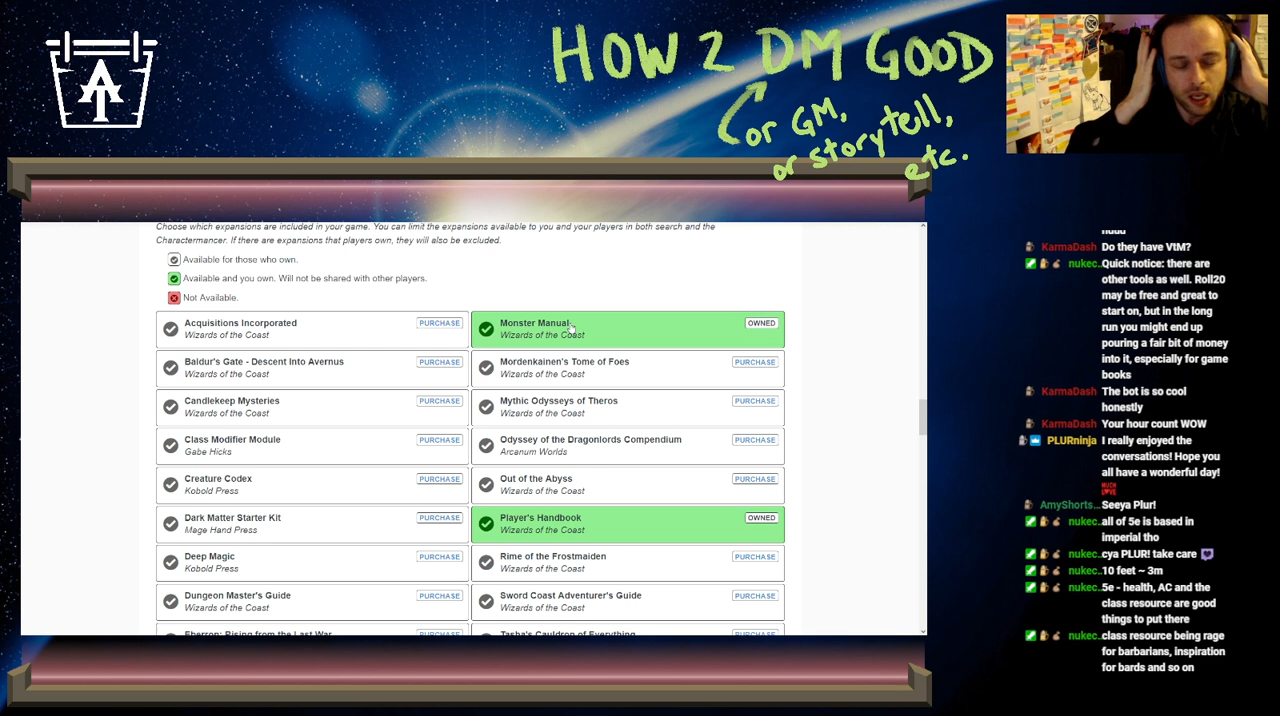 HOW 2 DM GOOD
or GM,
or storytell,
etc.
AT
Choose which expansions are included in your game. You can limit the expansions available to you and your players in both search and the
Charactermancer. If there are expansions that players own, they will also be excluded.
Available for those who own.
Available and you own. Will not be shared with other players.
Not Available.
Acquisitions Incorporated PURCHASE
Wizards of the Coast
Monster Manual OWNED
Wizards of the Coast
Baldur's Gate - Descent Into Avernus PURCHASE
Wizards of the Coast
Mordenkainen's Tome of Foes PURCHASE
Wizards of the Coast
Candlekeep Mysteries PURCHASE
Wizards of the Coast
Mythic Odysseys of Theros PURCHASE
Wizards of the Coast
Class Modifier Module PURCHASE
Gabe Hicks
Odyssey of the Dragonlords Compendium PURCHASE
Arcanum Worlds
Creature Codex PURCHASE
Kobold Press
Out of the Abyss PURCHASE
Wizards of the Coast
Dark Matter Starter Kit PURCHASE
Mage Hand Press
Player's Handbook OWNED
Wizards of the Coast
Deep Magic PURCHASE
Kobold Press
Rime of the Frostmaiden PURCHASE
Wizards of the Coast
Dungeon Master's Guide PURCHASE
Wizards of the Coast
Sword Coast Adventurer's Guide PURCHASE
Wizards of the Coast
Eberron: Rising from the Last War PURCHASE
Tasha's Cauldron of Everything PURCHASE
KarmaDash Do they have VtM?
nukec.. Quick notice: there are
other tools as well. Roll20
may be free and great to
start on, but in the long
run you might end up
pouring a fair bit of money
into it, especially for game
books
KarmaDash The bot is so cool
honestly
KarmaDash Your hour count WOW
PLURninja I really enjoyed the
conversations! Hope you
all have a wonderful day!
MUCH
LOVE
AmyShorts... Seeya Plur!
nukec.. all of 5e is based in
imperial tho
nukec.. cya PLUR! take care
nukec.. 10 feet ~ 3m
nukec.. 5e - health, AC and the
class resource are good
things to put there
nukec.. class resource being rage
for barbarians, inspiration
for bards and so on